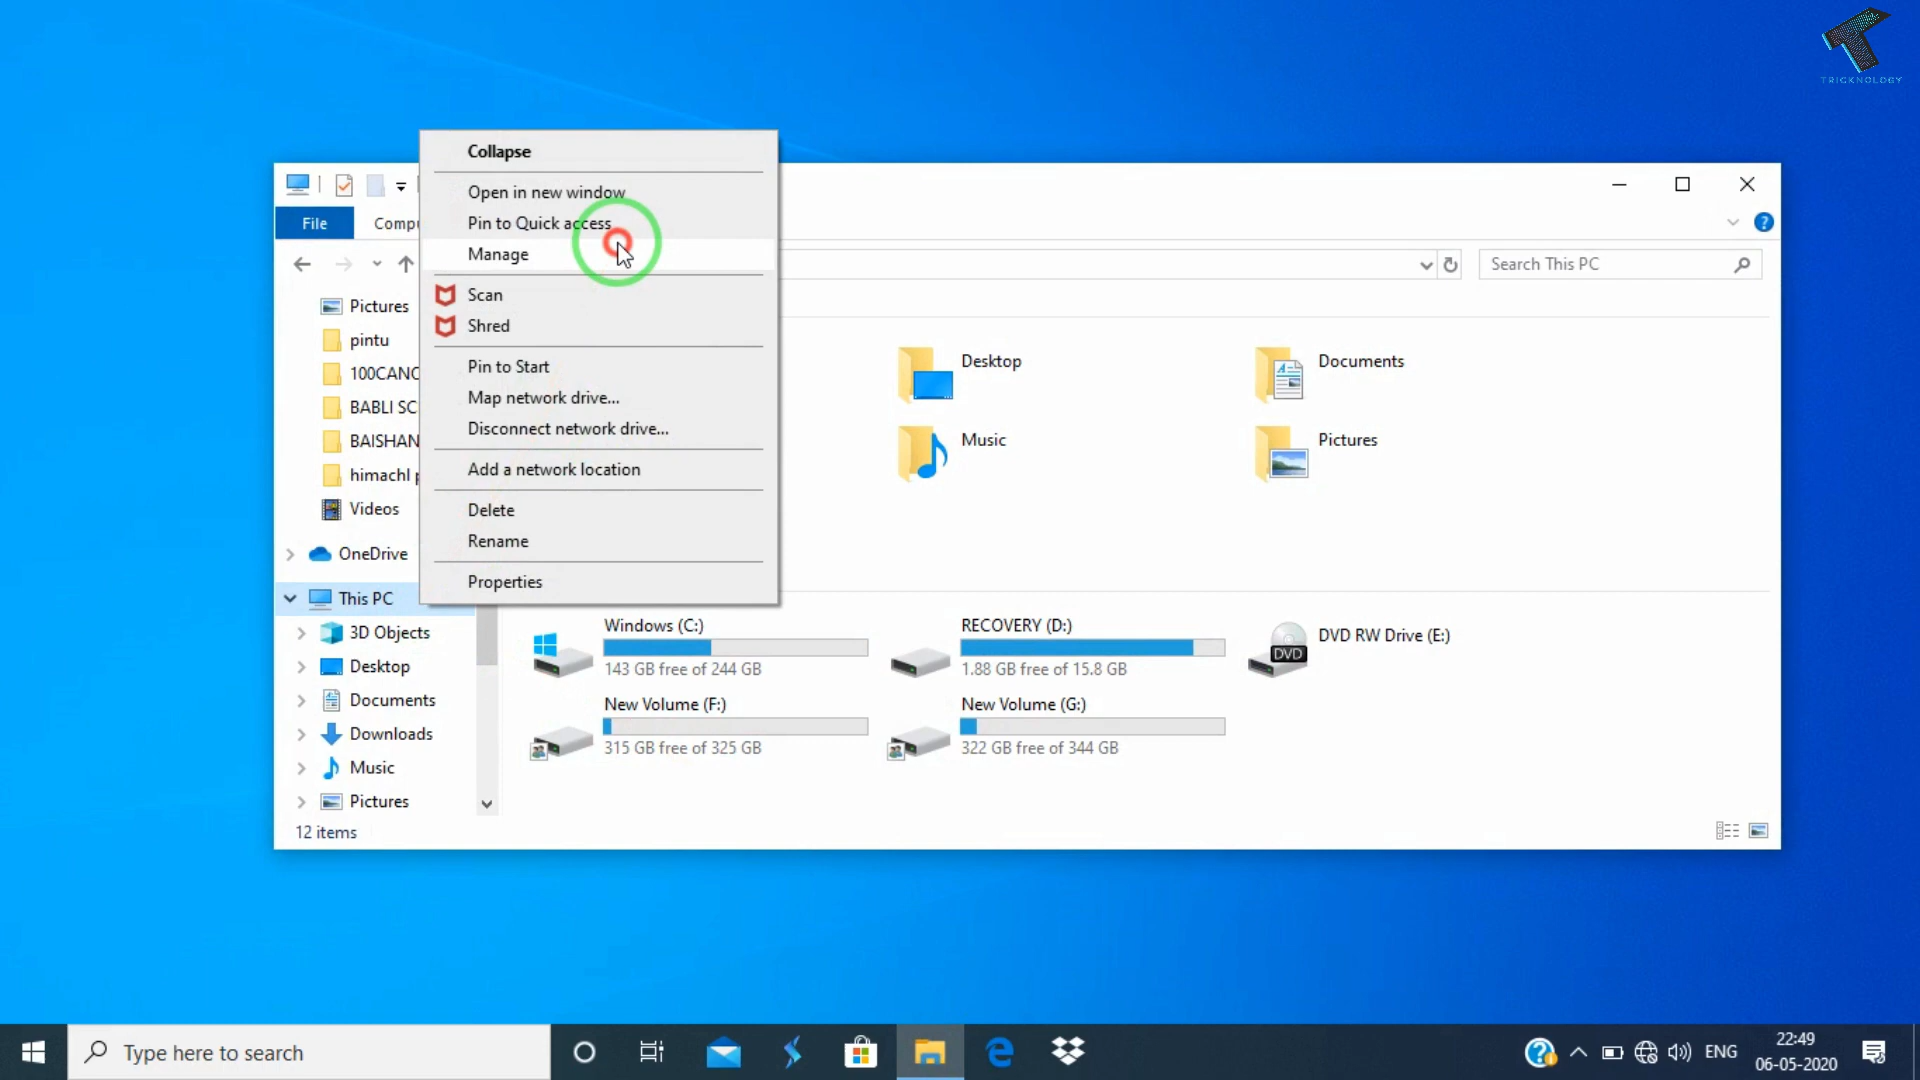 TRICKNOLOGY
Collapse
Open in new window
Pin to Quick access
Manage
Scan
Shred
Pin to Start
Map network drive...
Disconnect network drive...
Add a network location
Delete
Rename
Properties
File
Search This PC
Pictures
pintu
100CANO
BABLI SC
BAISHAN
himachl
Videos
OneDrive
This PC
3D Objects
Desktop
Documents
Downloads
Music
Pictures
12 items
Desktop
Documents
Music
Pictures
Windows (C:)
143 GB free of 244 GB
RECOVERY (D:)
1.88 GB free of 15.8 GB
DVD
DVD RW Drive (E:)
New Volume (F:)
315 GB free of 325 GB
New Volume (G:)
322 GB free of 344 GB
Type here to search
ENG
22:49
06-05-2020